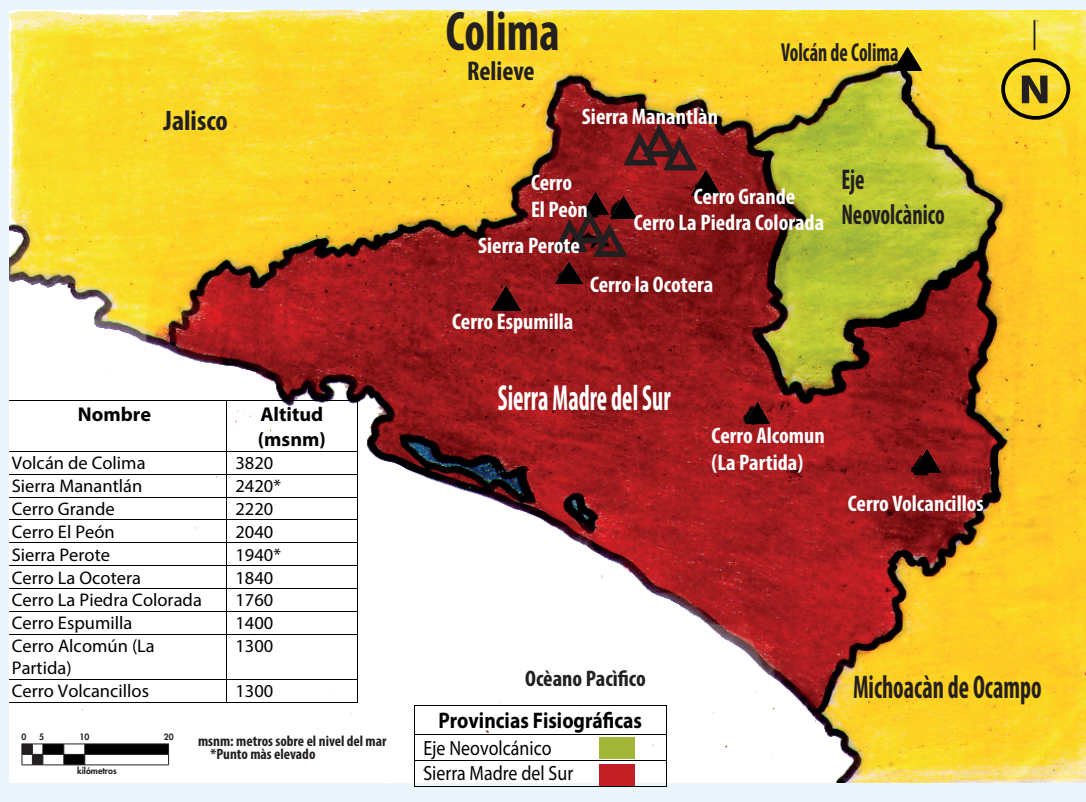 Colima
Relieve
Volcán de Colima
N
Jalisco
Sierra Manantlàn
Cerro
El Peòn
Cerro Grande
Eje
Neovolcànico
Cerro La Piedra Colorada
Sierra Perote
Cerro la Ocotera
Cerro Espumilla
Sierra Madre del Sur
Cerro Alcomun
(La Partida)
Cerro Volcancillos
Nombre Altitud
(msnm)
Volcán de Colima 3820
Sierra Manantlán 2420*
Cerro Grande 2220
Cerro El Peón 2040
Sierra Perote 1940*
Cerro La Ocotera 1840
Cerro La Piedra Colorada 1760
Cerro Espumilla 1400
Cerro Alcomún (La 1300
Partida)
Cerro Volcancillos 1300
Ocèano Pacìfico
Michoacàn de Ocampo
0 5 10 20
kilómetros
msnm: metros sobre el nivel del mar
*Punto màs elevado
Provincias Fisiográficas
Eje Neovolcánico
Sierra Madre del Sur